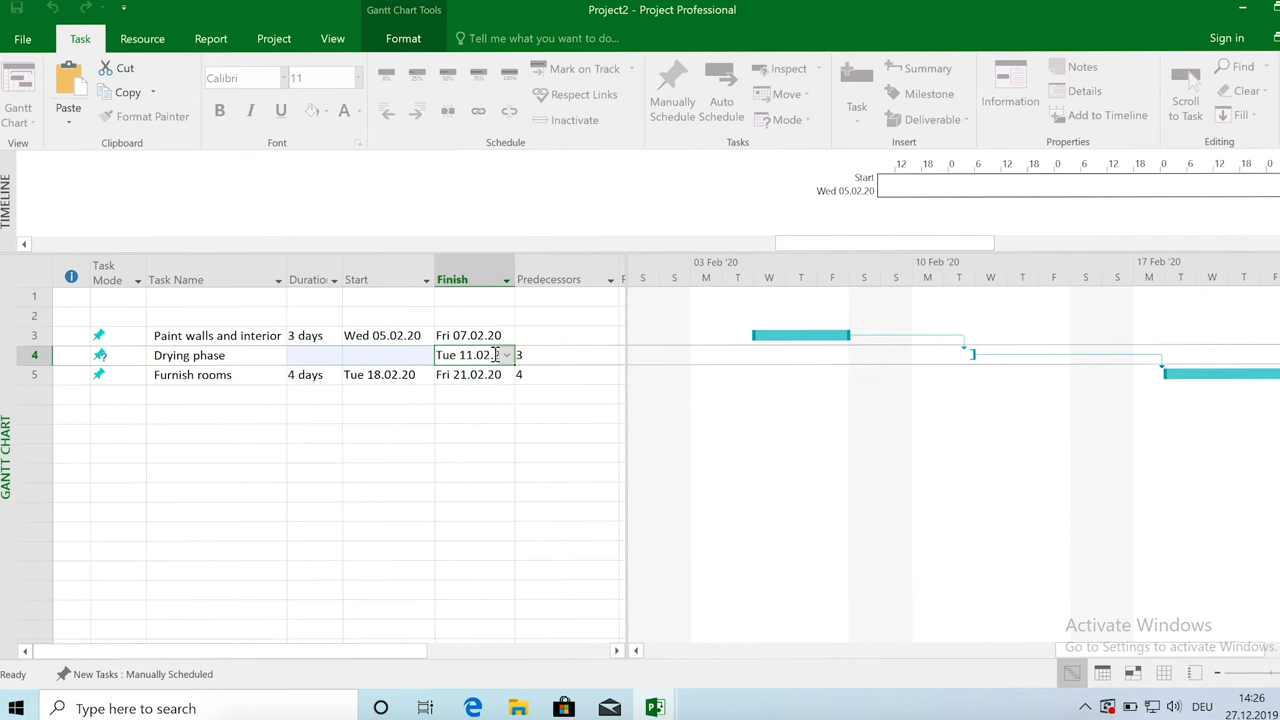 Gantt Chart Tools
Project2 - Project Professional
File Task Resource Report Project View Format Tell me what you want to do... Sign in
Gantt Chart
View
Paste
Cut
Copy
Format Painter
Clipboard
Calibri 11
B I U A
Font
0% 25% 50% 75% 100%
Mark on Track
Respect Links
Inactivate
Schedule
Manually Schedule
Auto Schedule
Inspect
Move
Mode
Tasks
Task
Summary
Milestone
Deliverable
Insert
Information
Notes
Details
Add to Timeline
Properties
Scroll to Task
Find
Clear
Fill
Editing
TIMELINE
12 18 0 6 12 18 0 6 12 18 0 6 12 18 0
Start
Wed 05.02.20
Task Mode Task Name Duration Start Finish Predecessors
03 Feb '20 10 Feb '20 17 Feb '20
S S M T W T F S S M T W T F S S M T W T F
1
2
3 Paint walls and interior 3 days Wed 05.02.20 Fri 07.02.20
4 Drying phase Tue 11.02. 3
5 Furnish rooms 4 days Tue 18.02.20 Fri 21.02.20 4
GANTT CHART
Activate Windows
Go to Settings to activate Windows.
Ready New Tasks : Manually Scheduled
Type here to search
DEU
14:26
27.12.2019